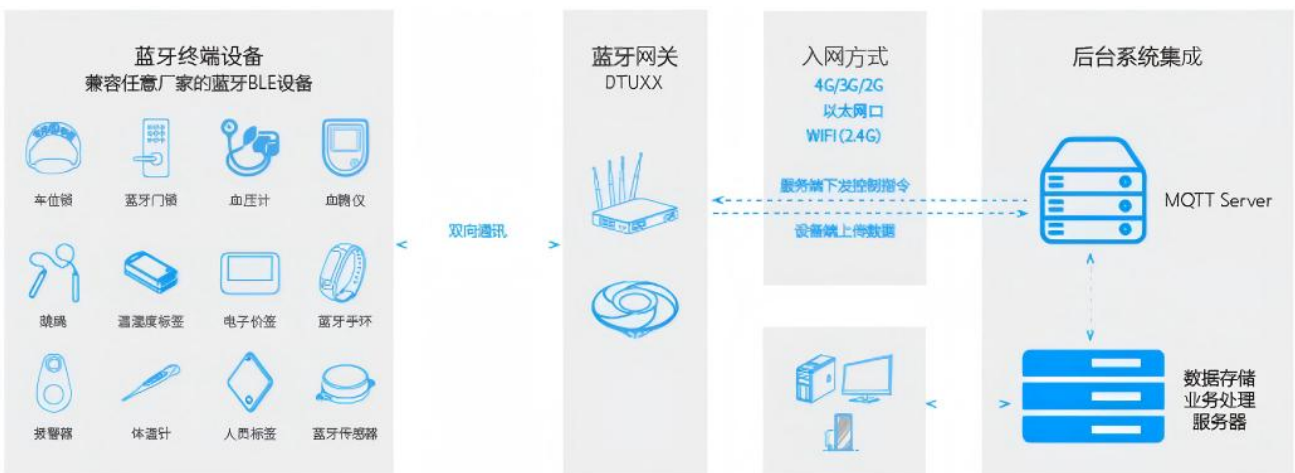 蓝牙终端设备
兼容任意厂家的蓝牙BLE设备
车位锁
蓝牙门锁
血压计
血糖仪
跳绳
温湿度标签
电子价签
蓝牙手环
报警器
体温针
人员标签
蓝牙传感器
双向通讯
蓝牙网关
DTUXX
入网方式
4G/3G/2G
以太网口
WIFI(2.4G)
服务端下发控制指令
设备端上传数据
后台系统集成
MQTT Server
数据存储
业务处理
服务器